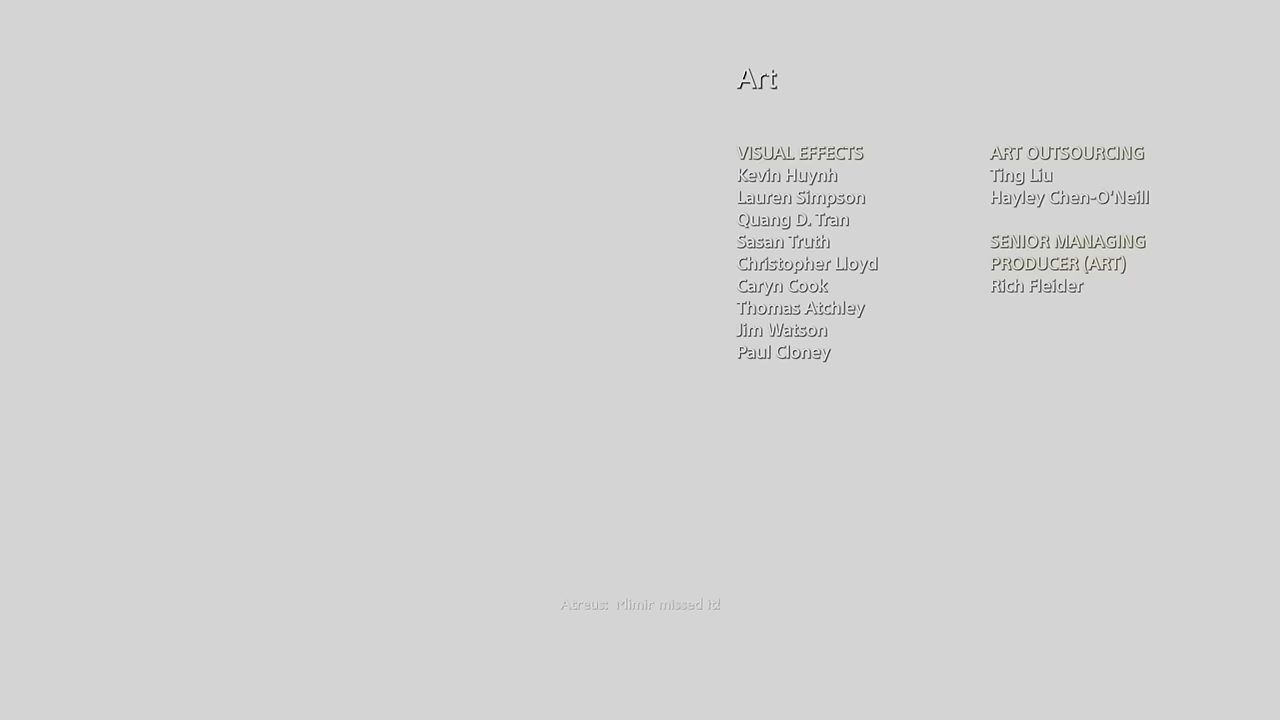 Art
VISUAL EFFECTS
Kevin Huynh
Lauren Simpson
Quang D. Tran
Sasan Truth
Christopher Lloyd
Caryn Cook
Thomas Atchley
Jim Watson
Paul Cloney
ART OUTSOURCING
Ting Liu
Hayley Chen-O'Neill
SENIOR MANAGING
PRODUCER (ART)
Rich Fleider
Atreus: Mimir missed it!